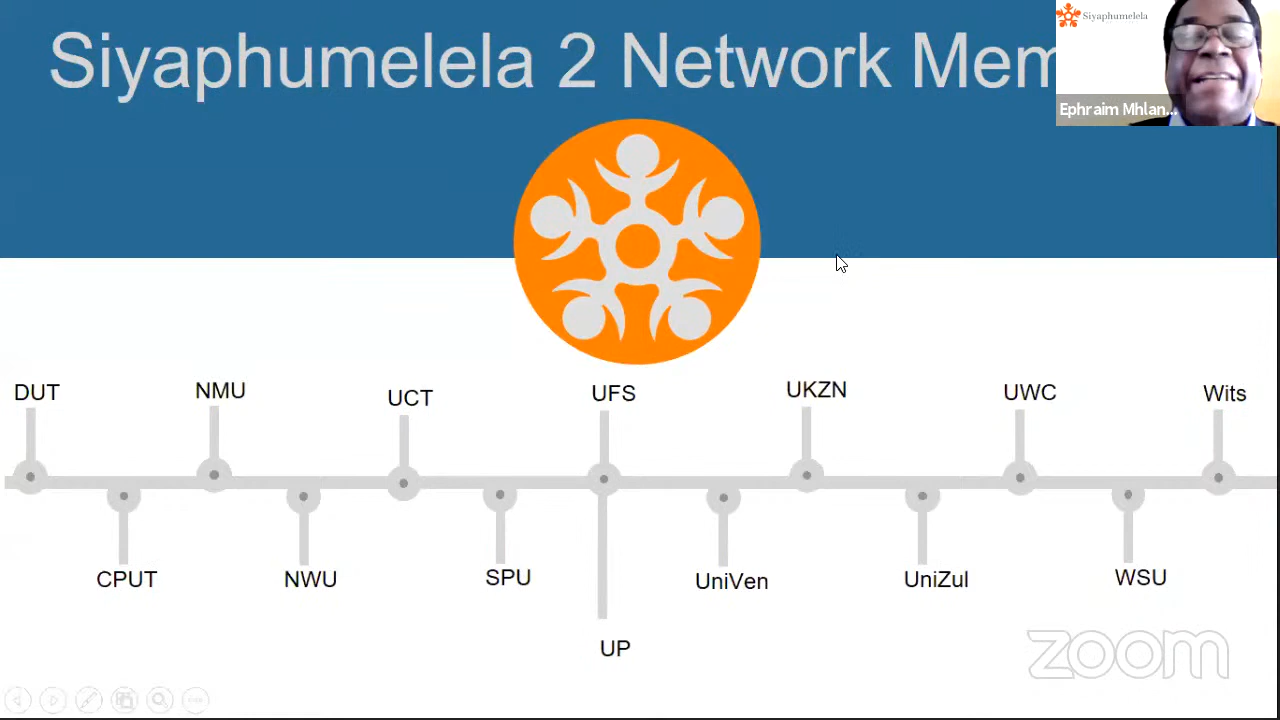 Siyaphumelela 2 Network Mem
Siyaphumelela
Ephraim Mhlan...
DUT
NMU
UCT
UFS
UKZN
UWC
Wits
CPUT
NWU
SPU
UniVen
UniZul
WSU
UP
zoom